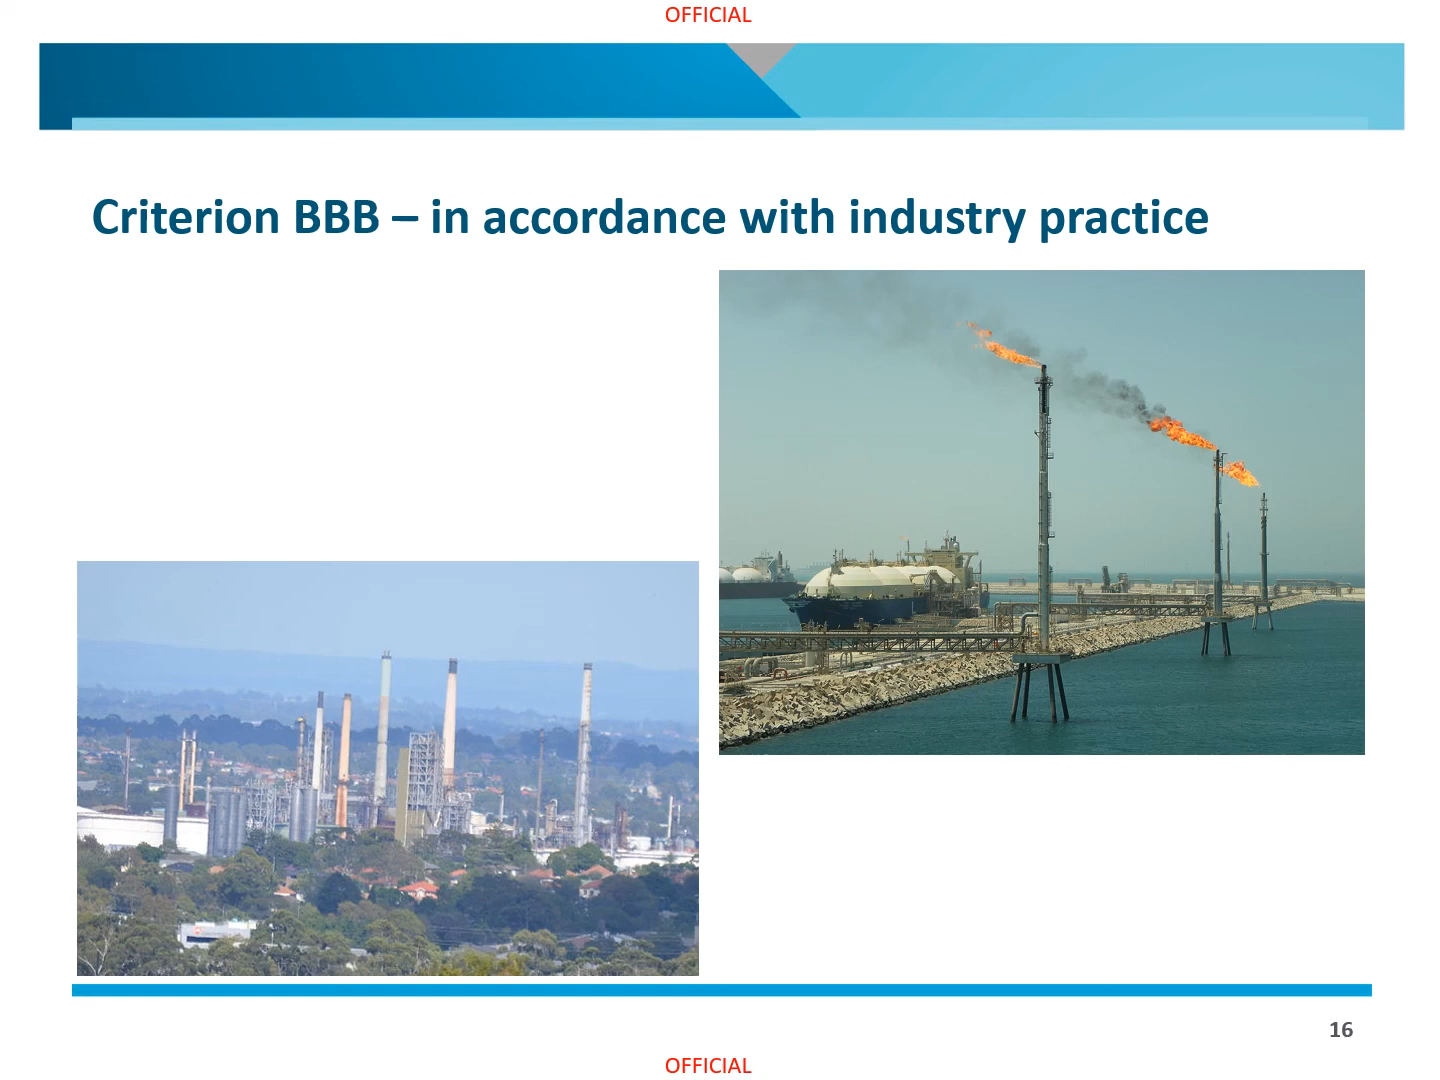 OFFICIAL
Criterion BBB – in accordance with industry practice
16
OFFICIAL